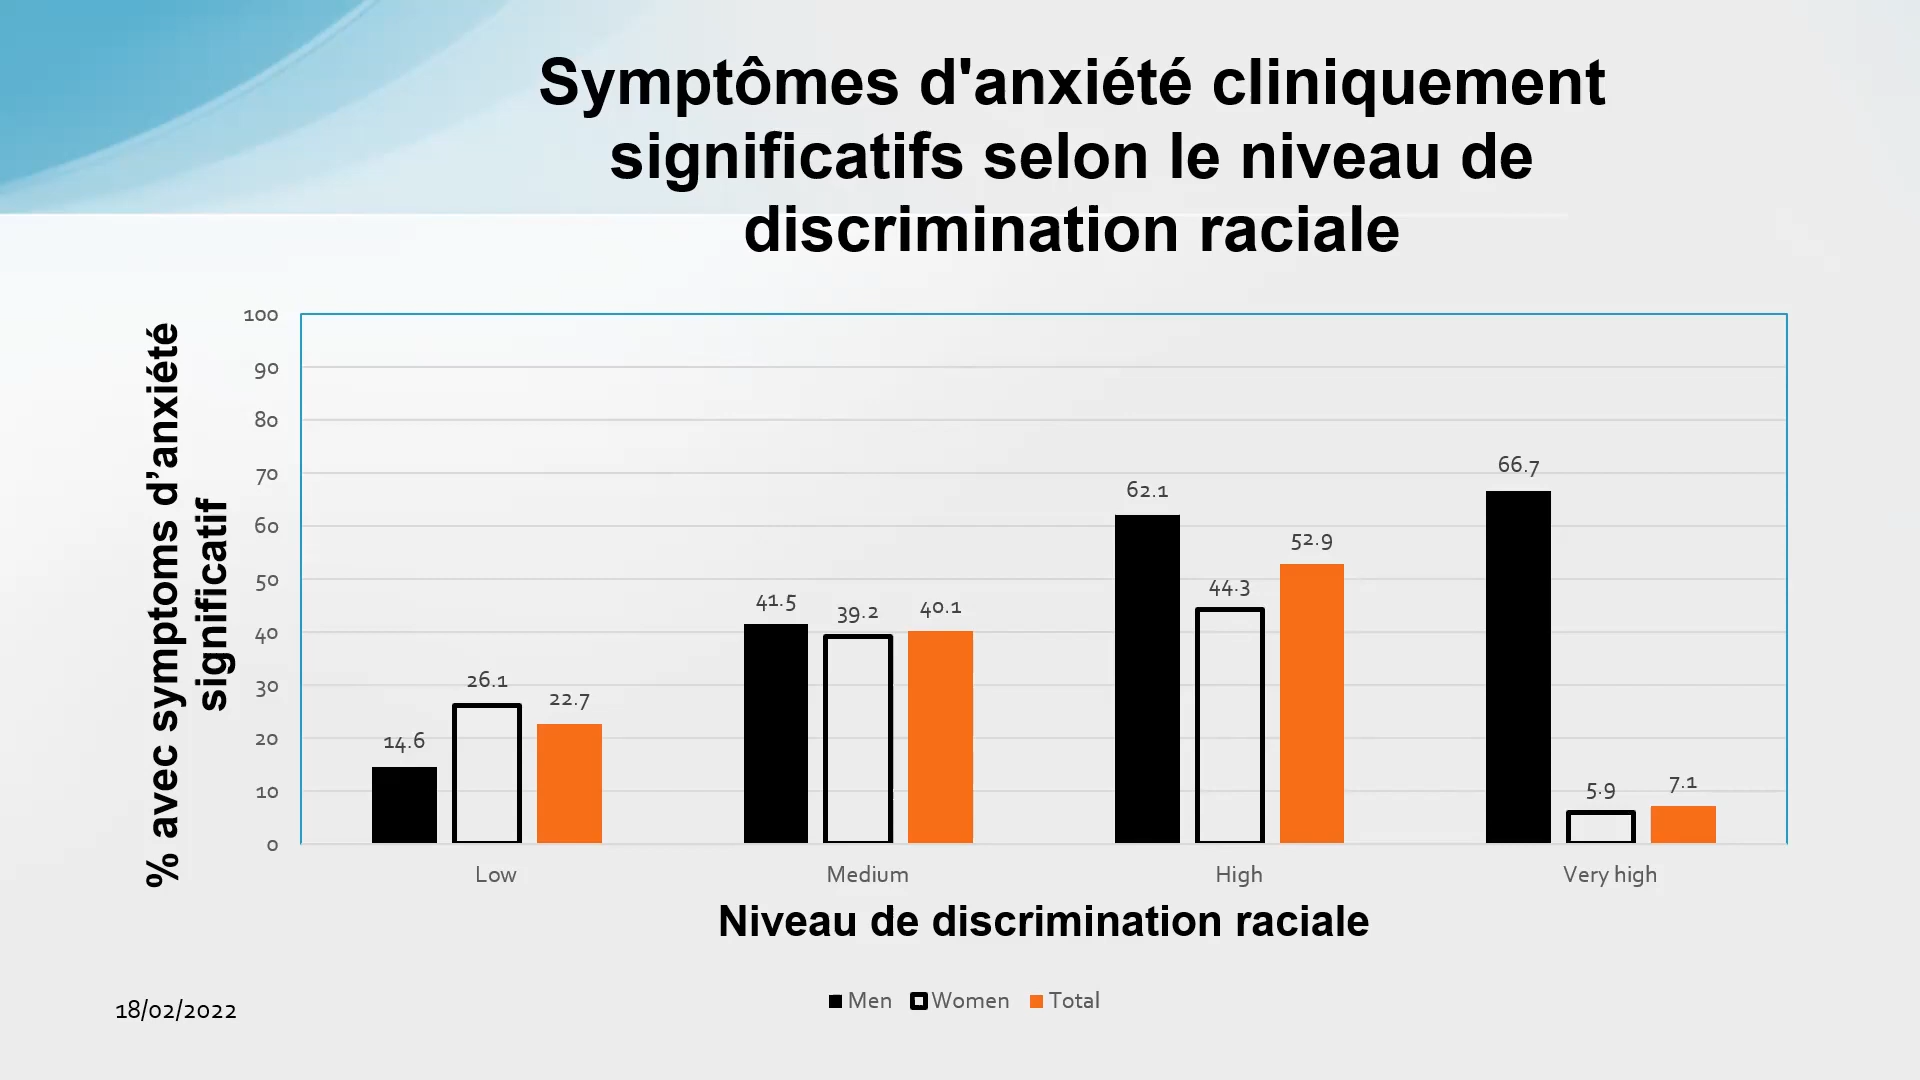 Symptômes d'anxiété cliniquement
significatifs selon le niveau de
discrimination raciale
% avec symptoms d’anxiété
significatif
100
90
80
70
60
50
40
30
20
10
0
14.6
26.1
22.7
41.5
39.2
40.1
62.1
44.3
52.9
66.7
5.9
7.1
Low
Medium
High
Very high
Niveau de discrimination raciale
Men
Women
Total
18/02/2022